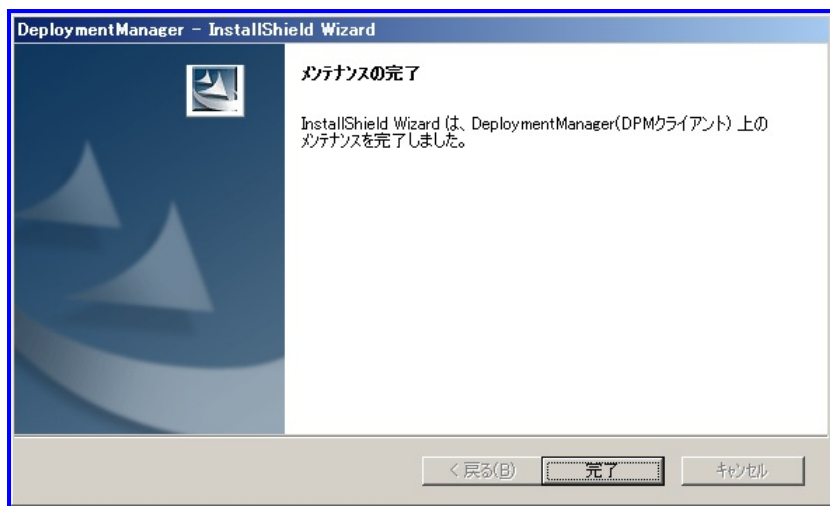 DeploymentManager - InstallShield Wizard
メンテナンスの完了
InstallShield Wizard は、DeploymentManager(DPMクライアント) 上の
メンテナンスを完了しました。
< 戻る(B)
完了
キャンセル